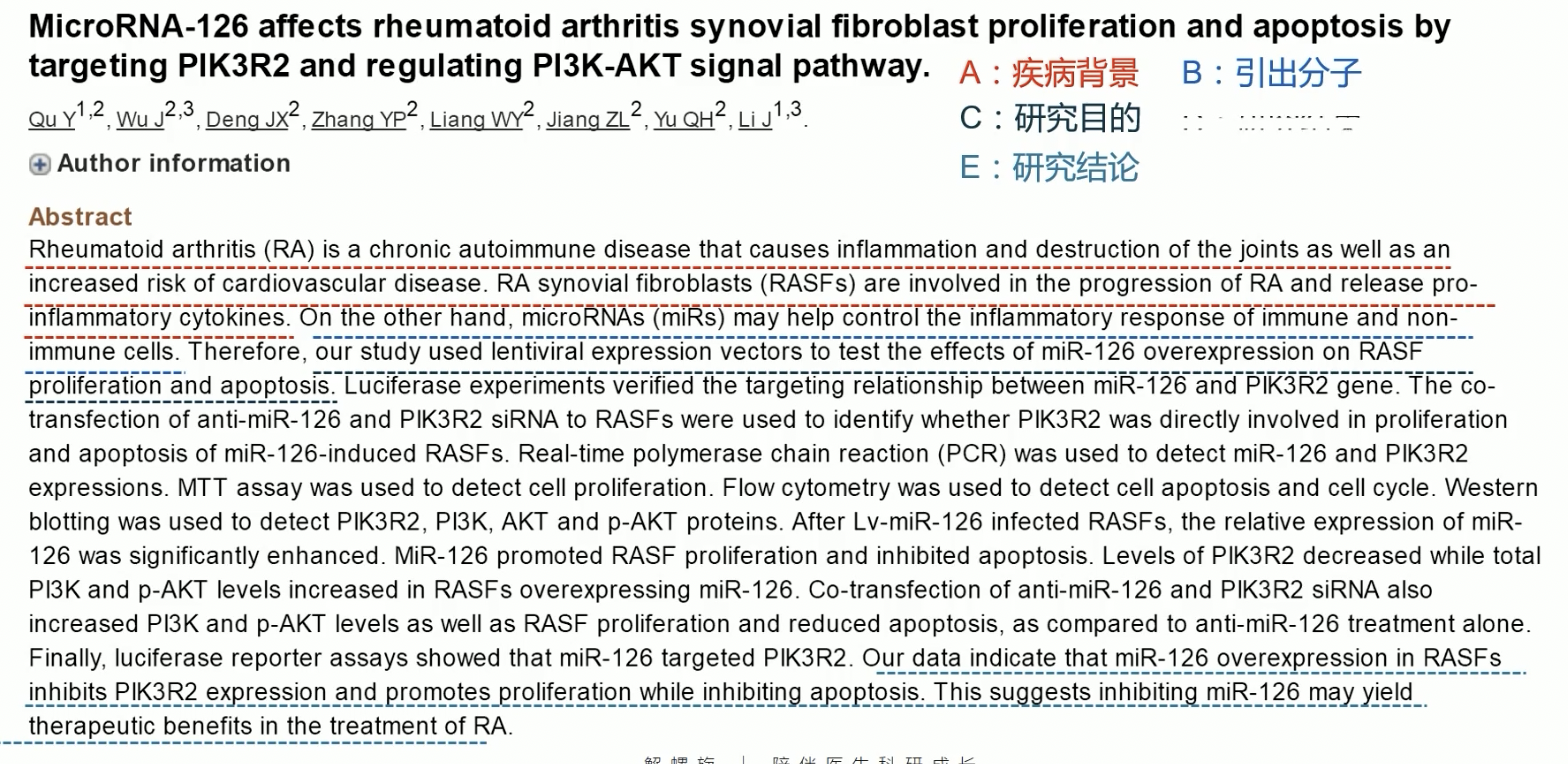 MicroRNA-126 affects rheumatoid arthritis synovial fibroblast proliferation and apoptosis by
targeting PIK3R2 and regulating PI3K-AKT signal pathway.
A：疾病背景 B：引出分子
C：研究目的
E：研究结论
Qu Y1,2, Wu J2,3, Deng JX2, Zhang YP2, Liang WY2, Jiang ZL2, Yu QH2, Li J1,3.
Author information
Abstract
Rheumatoid arthritis (RA) is a chronic autoimmune disease that causes inflammation and destruction of the joints as well as an
increased risk of cardiovascular disease. RA synovial fibroblasts (RASFs) are involved in the progression of RA and release pro-
inflammatory cytokines. On the other hand, microRNAs (miRs) may help control the inflammatory response of immune and non-
immune cells. Therefore, our study used lentiviral expression vectors to test the effects of miR-126 overexpression on RASF
proliferation and apoptosis. Luciferase experiments verified the targeting relationship between miR-126 and PIK3R2 gene. The co-
transfection of anti-miR-126 and PIK3R2 siRNA to RASFs were used to identify whether PIK3R2 was directly involved in proliferation
and apoptosis of miR-126-induced RASFs. Real-time polymerase chain reaction (PCR) was used to detect miR-126 and PIK3R2
expressions. MTT assay was used to detect cell proliferation. Flow cytometry was used to detect cell apoptosis and cell cycle. Western
blotting was used to detect PIK3R2, PI3K, AKT and p-AKT proteins. After Lv-miR-126 infected RASFs, the relative expression of miR-
126 was significantly enhanced. MiR-126 promoted RASF proliferation and inhibited apoptosis. Levels of PIK3R2 decreased while total
PI3K and p-AKT levels increased in RASFs overexpressing miR-126. Co-transfection of anti-miR-126 and PIK3R2 siRNA also
increased PI3K and p-AKT levels as well as RASF proliferation and reduced apoptosis, as compared to anti-miR-126 treatment alone.
Finally, luciferase reporter assays showed that miR-126 targeted PIK3R2. Our data indicate that miR-126 overexpression in RASFs
inhibits PIK3R2 expression and promotes proliferation while inhibiting apoptosis. This suggests inhibiting miR-126 may yield
therapeutic benefits in the treatment of RA.
解螺旋 | 陪伴医生科研成长